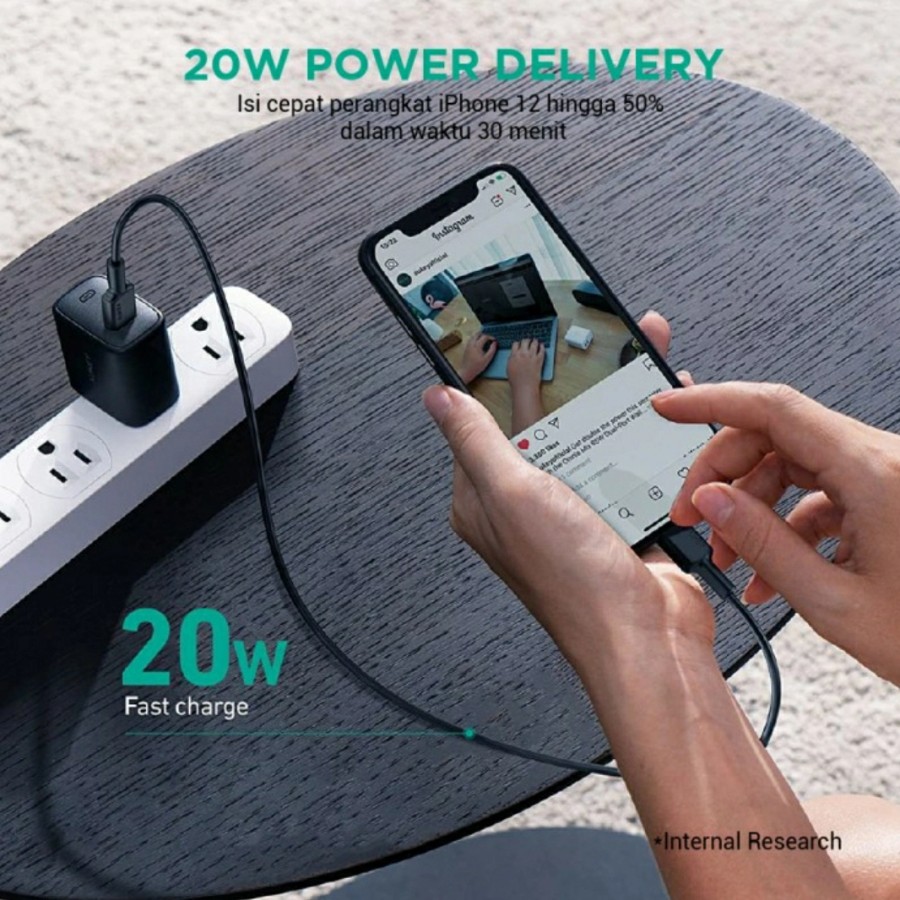 20W POWER DELIVERY
Isi cepat perangkat iPhone 12 hingga 50%
dalam waktu 30 menit
Instagram
20W
Fast charge
*Internal Research